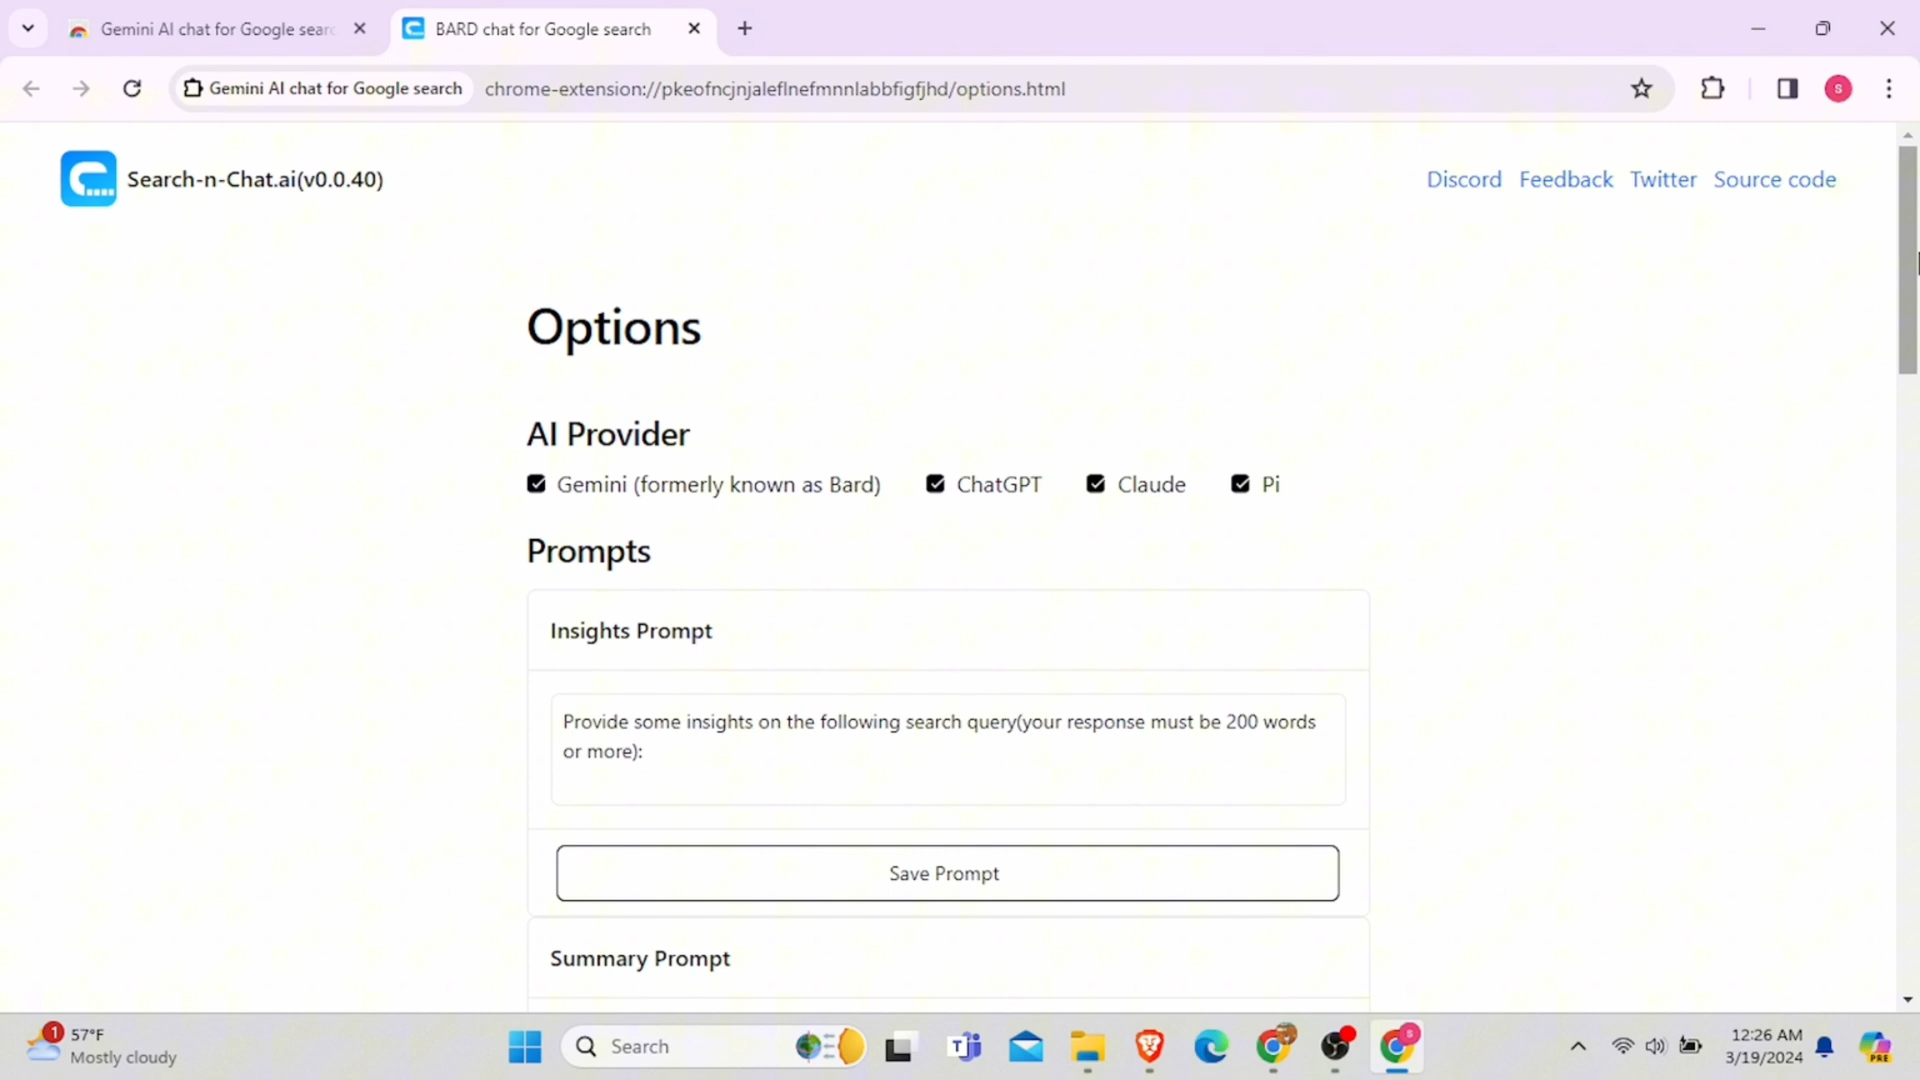 Gemini AI chat for Google sear
BARD chat for Google search
Gemini AI chat for Google search
chrome-extension://pkeofncjnjaleflnefmnnlabbfigfjhd/options.html
S
Search-n-Chat.ai(v0.0.40)
Discord Feedback Twitter Source code
Options
AI Provider
Gemini (formerly known as Bard) ChatGPT Claude Pi
Prompts
Insights Prompt
Provide some insights on the following search query(your response must be 200 words
or more):
Save Prompt
Summary Prompt
1
57°F
Mostly cloudy
Search
T
S
12:26 AM
3/19/2024
PRE